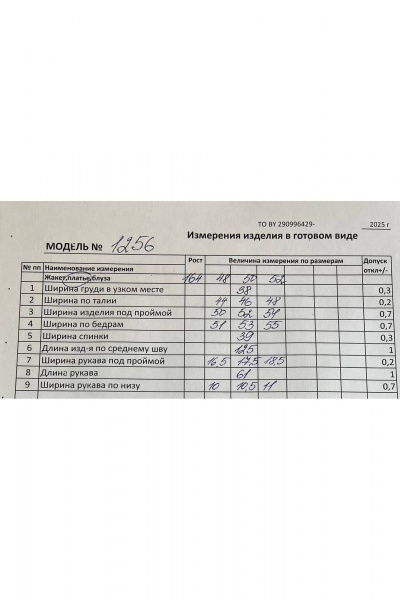 ТО BY 290996429- 2025 г
МОДЕЛЬ № 1256 Измерения изделия в готовом виде
№ пп Наименование измерения Рост Величина измерения по размерам Допуск откл+/-
Жакет,платье,блуза 164 48 50 52
1 Ширина груди в узком месте 38 0,3
2 Ширина по талии 44 46 48 0,2
3 Ширина изделия под проймой 50 52 54 0,7
4 Ширина по бедрам 51 53 55 0,7
5 Ширина спинки 39 0,3
6 Длина изд-я по среднему шву 125 1
7 Ширина рукава под проймой 16,5 17,5 18,5 0,2
8 Длина рукава 61 1
9 Ширина рукава по низу 10 10,5 11 0,7